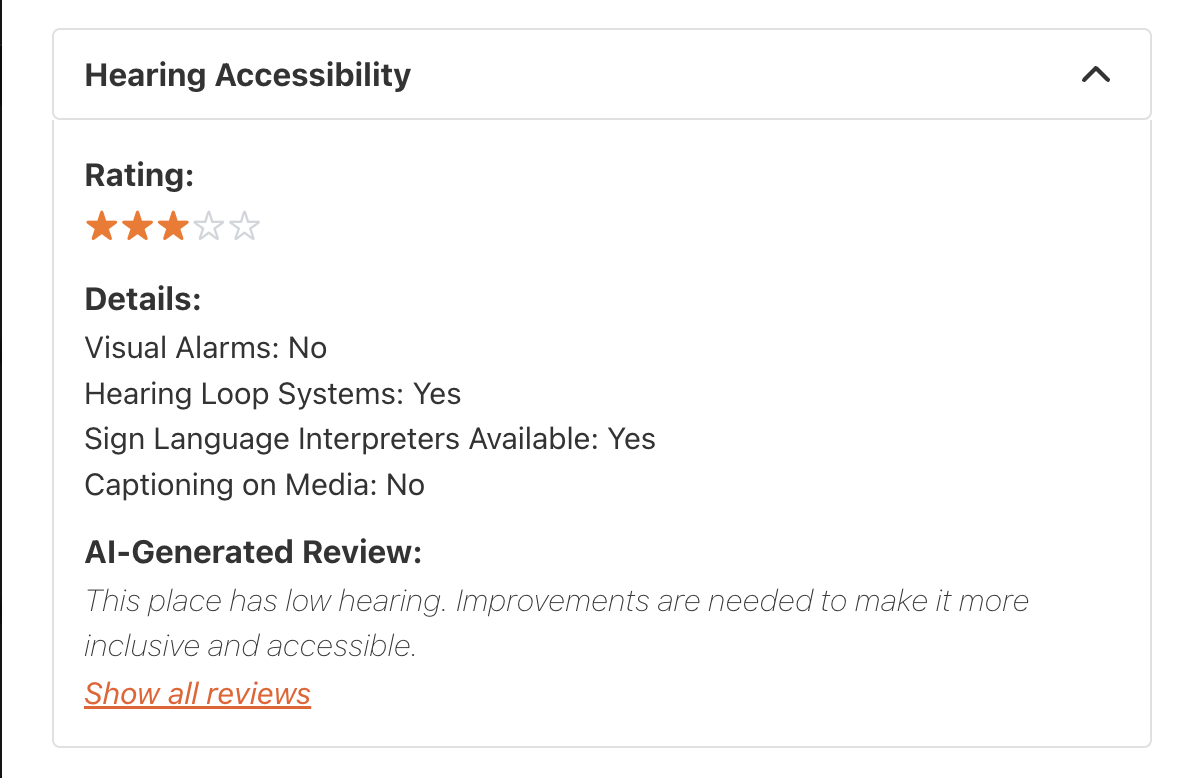 Hearing Accessibility
Rating:
Details:
Visual Alarms: No
Hearing Loop Systems: Yes
Sign Language Interpreters Available: Yes
Captioning on Media: No
AI-Generated Review:
This place has low hearing. Improvements are needed to make it more
inclusive and accessible.
Show all reviews